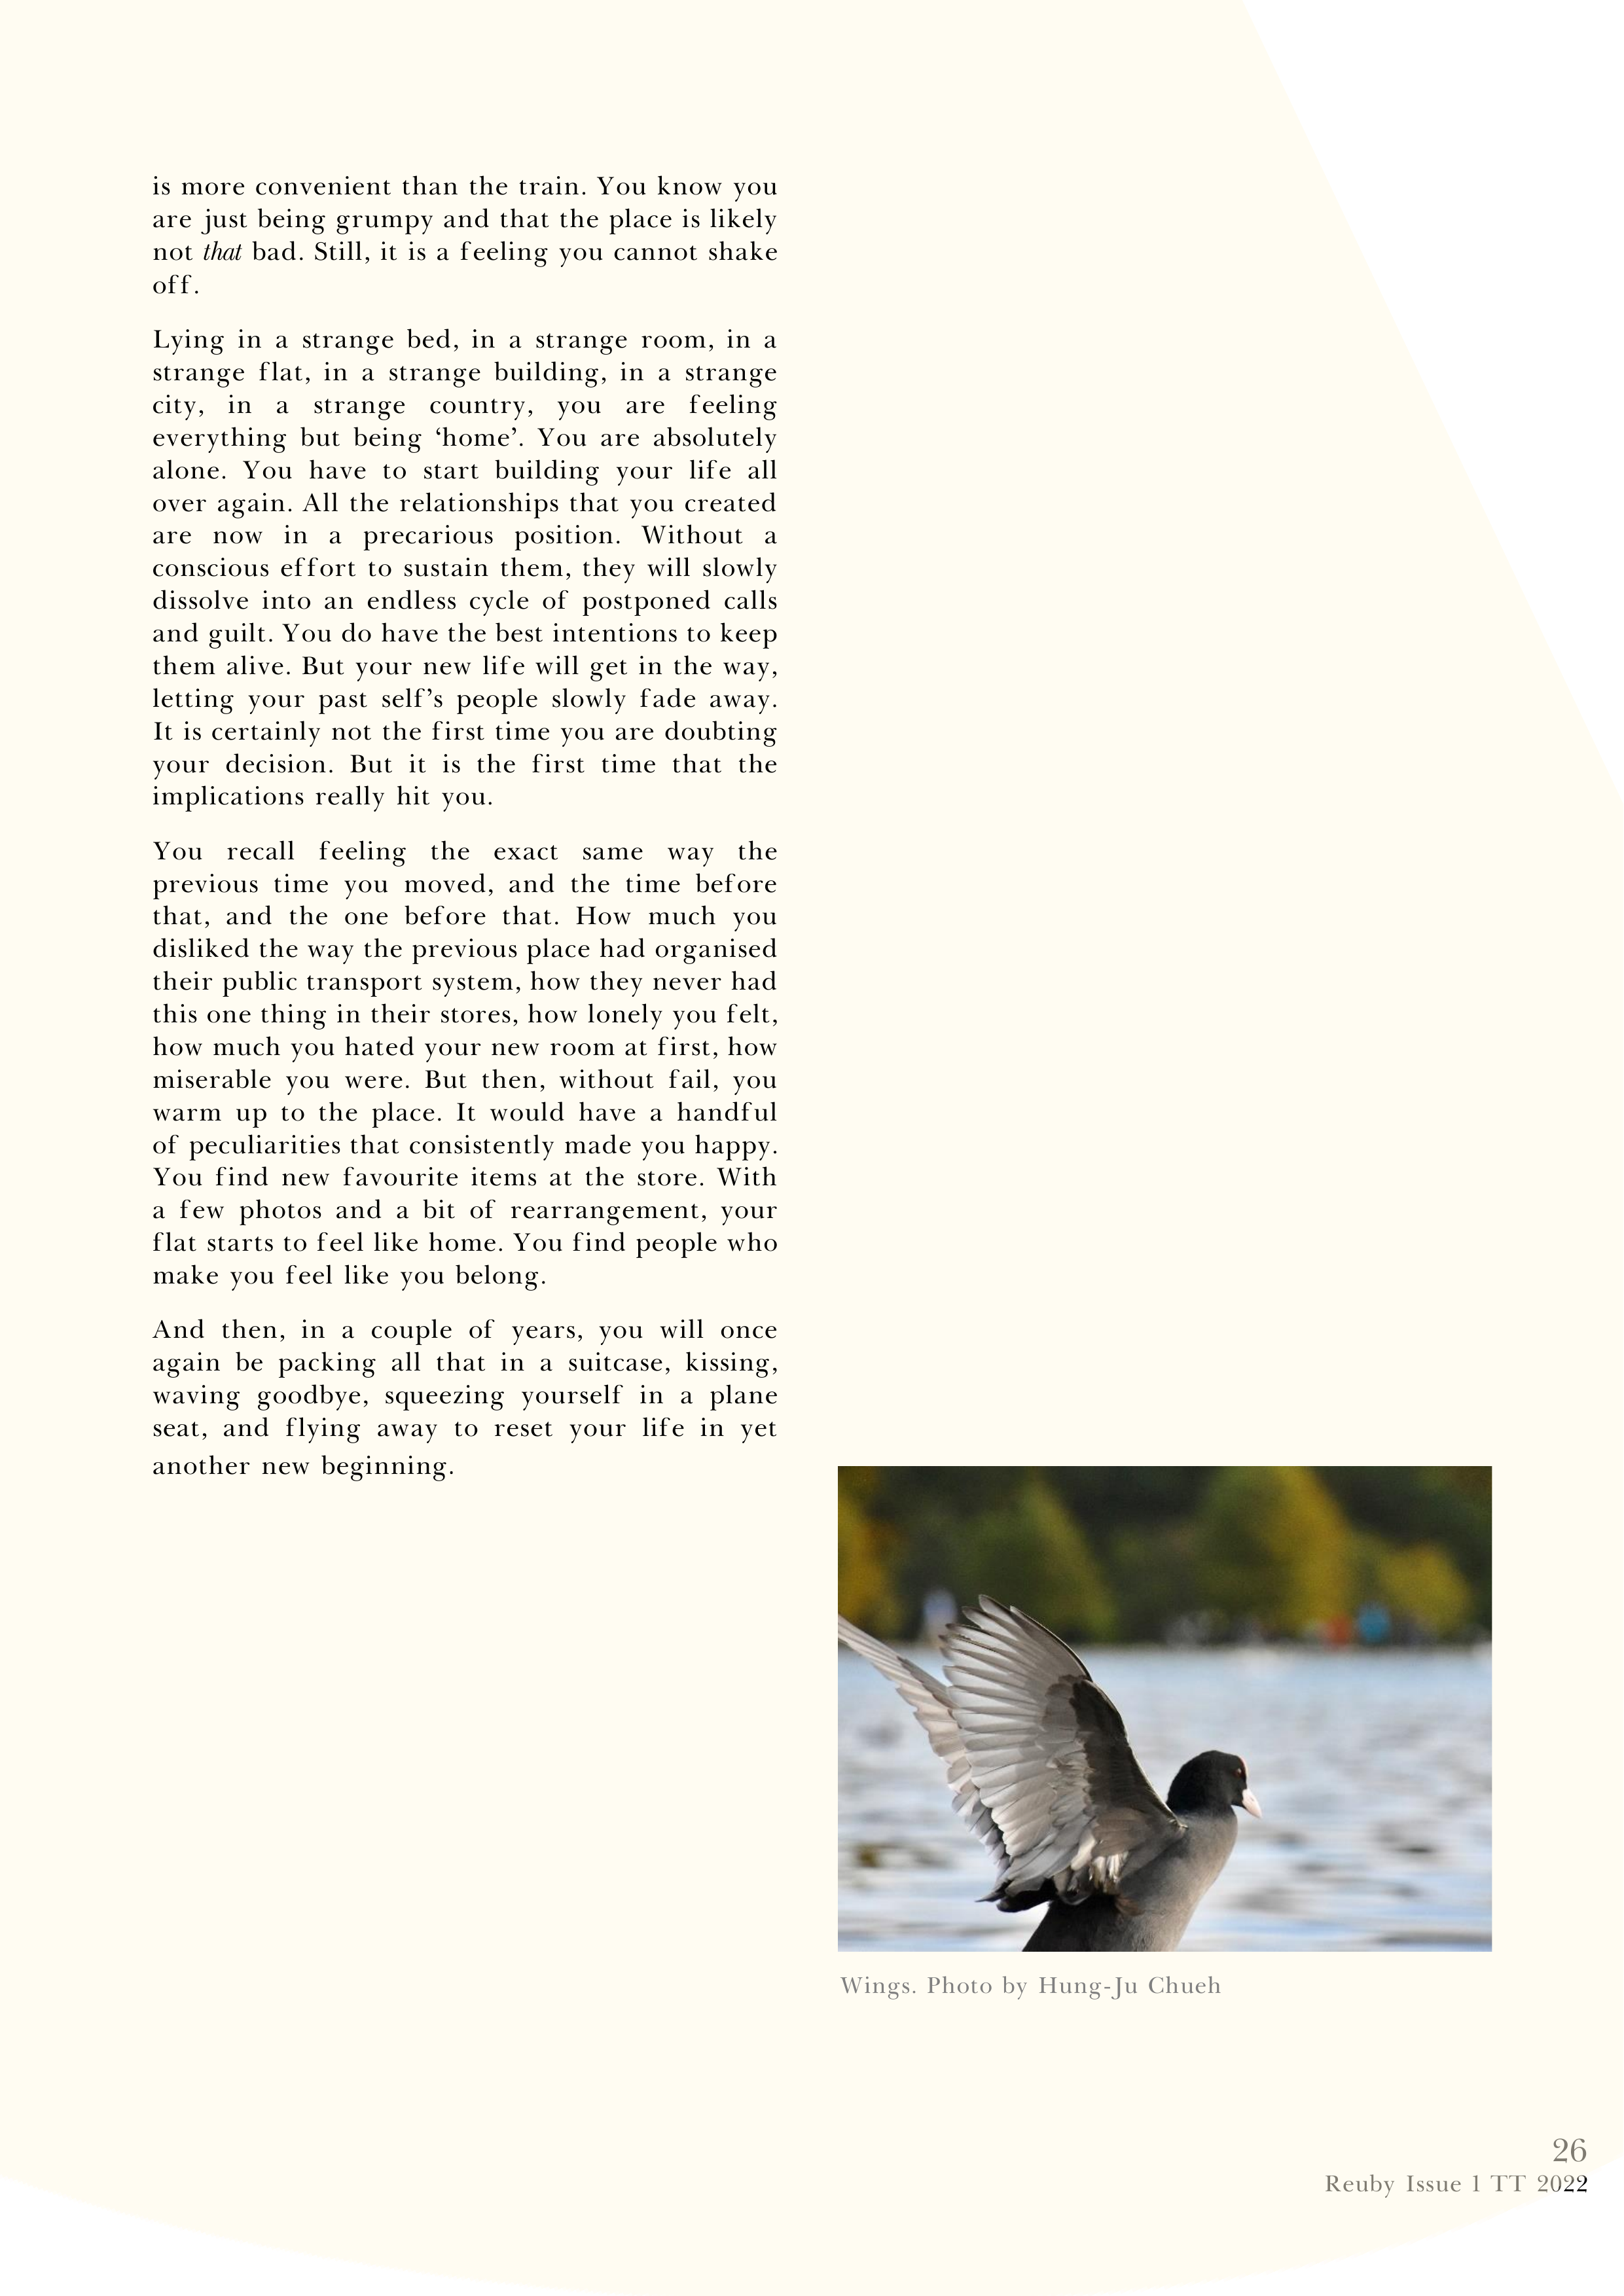 is more convenient than the train. You know you
are just being grumpy and that the place is likely
not that bad. Still, it is a feeling you cannot shake
off.
Lying in a strange bed, in a strange room, in a
strange flat, in a strange building, in a strange
city, in a strange country, you are feeling
everything but being ‘home’. You are absolutely
alone. You have to start building your life all
over again. All the relationships that you created
are now in a precarious position. Without a
conscious effort to sustain them, they will slowly
dissolve into an endless cycle of postponed calls
and guilt. You do have the best intentions to keep
them alive. But your new life will get in the way,
letting your past self’s people slowly fade away.
It is certainly not the first time you are doubting
your decision. But it is the first time that the
implications really hit you.
You recall feeling the exact same way the
previous time you moved, and the time before
that, and the one before that. How much you
disliked the way the previous place had organised
their public transport system, how they never had
this one thing in their stores, how lonely you felt,
how much you hated your new room at first, how
miserable you were. But then, without fail, you
warm up to the place. It would have a handful
of peculiarities that consistently made you happy.
You find new favourite items at the store. With
a few photos and a bit of rearrangement, your
flat starts to feel like home. You find people who
make you feel like you belong.
And then, in a couple of years, you will once
again be packing all that in a suitcase, kissing,
waving goodbye, squeezing yourself in a plane
seat, and flying away to reset your life in yet
another new beginning.
Wings. Photo by Hung-Ju Chueh
26
Reuby Issue 1 TT 2022